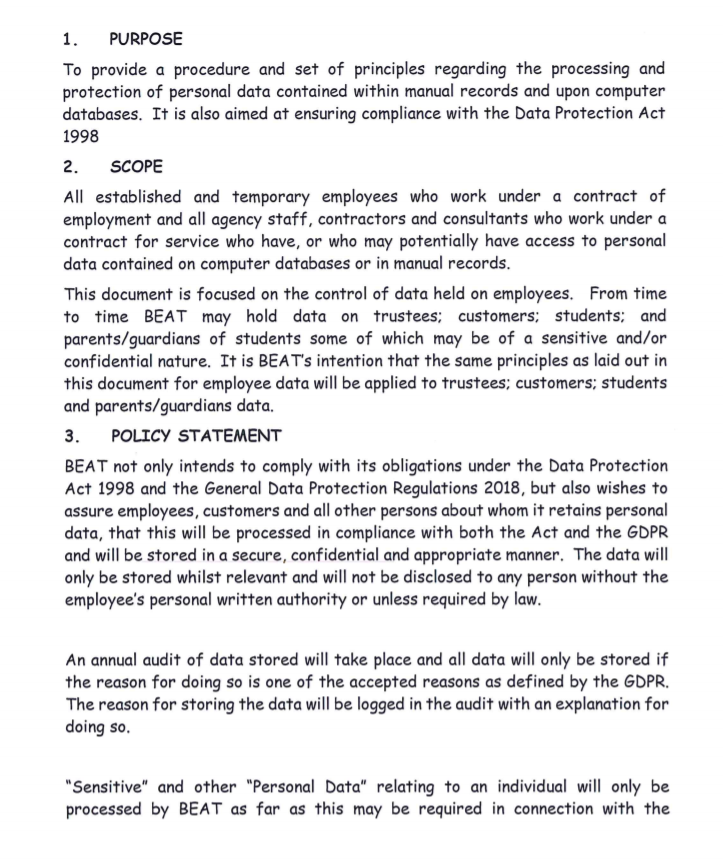 1. PURPOSE
To provide a procedure and set of principles regarding the processing and
protection of personal data contained within manual records and upon computer
databases. It is also aimed at ensuring compliance with the Data Protection Act
1998
2. SCOPE
All established and temporary employees who work under a contract of
employment and all agency staff, contractors and consultants who work under a
contract for service who have, or who may potentially have access to personal
data contained on computer databases or in manual records.
This document is focused on the control of data held on employees. From time
to time BEAT may hold data on trustees; customers; students; and
parents/guardians of students some of which may be of a sensitive and/or
confidential nature. It is BEAT's intention that the same principles as laid out in
this document for employee data will be applied to trustees; customers; students
and parents/guardians data.
3. POLICY STATEMENT
BEAT not only intends to comply with its obligations under the Data Protection
Act 1998 and the General Data Protection Regulations 2018, but also wishes to
assure employees, customers and all other persons about whom it retains personal
data, that this will be processed in compliance with both the Act and the GDPR
and will be stored in a secure, confidential and appropriate manner. The data will
only be stored whilst relevant and will not be disclosed to any person without the
employee's personal written authority or unless required by law.
An annual audit of data stored will take place and all data will only be stored if
the reason for doing so is one of the accepted reasons as defined by the GDPR.
The reason for storing the data will be logged in the audit with an explanation for
doing so.
"Sensitive" and other "Personal Data" relating to an individual will only be
processed by BEAT as far as this may be required in connection with the